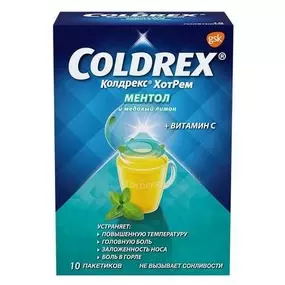 gsk
COLDREX®
Колдрекс® ХотРем
МЕНТОЛ
и медовый лимон
+ ВИТАМИН С
УСТРАНЯЕТ:
• ПОВЫШЕННУЮ ТЕМПЕРАТУРУ
• ГОЛОВНУЮ БОЛЬ
• ЗАЛОЖЕННОСТЬ НОСА
• БОЛЬ В ГОРЛЕ
10 ПАКЕТИКОВ НЕ ВЫЗЫВАЕТ СОНЛИВОСТИ